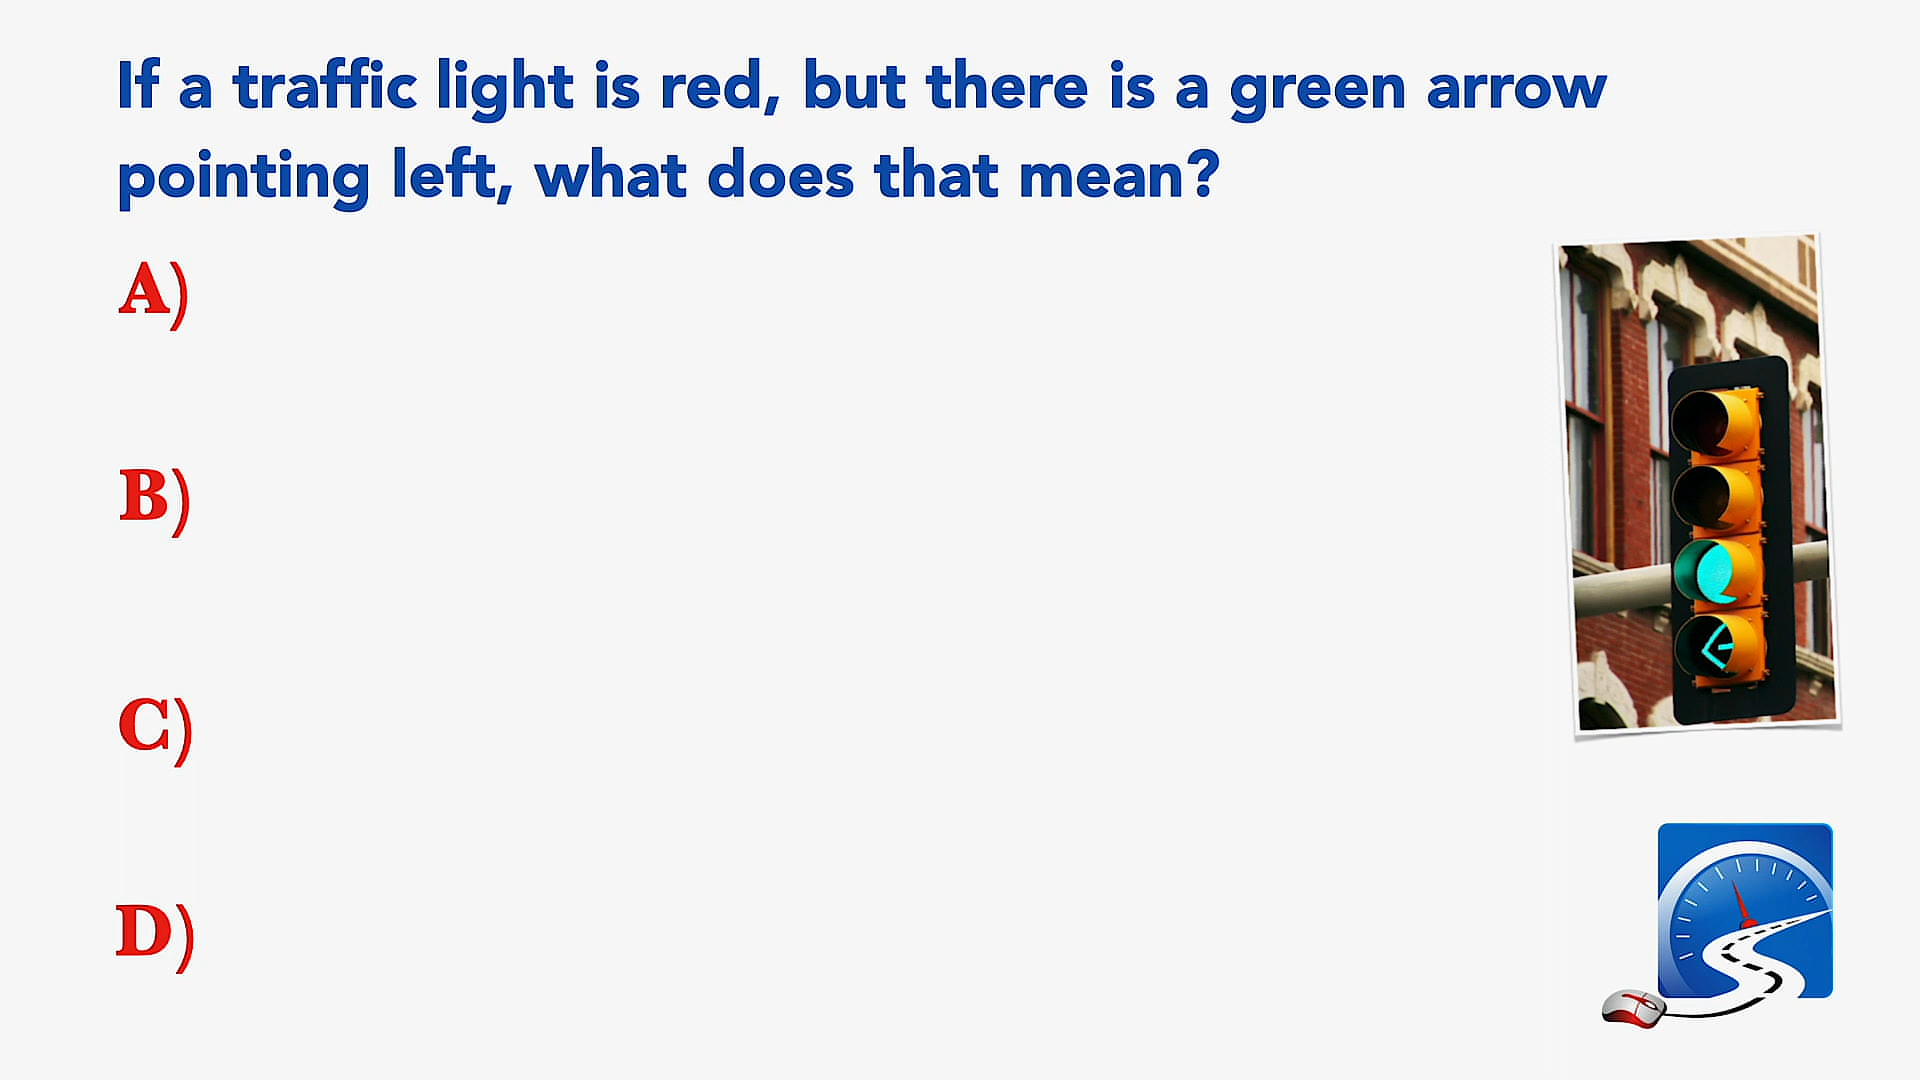 If a traffic light is red, but there is a green arrow
pointing left, what does that mean?
A)
B)
C)
D)